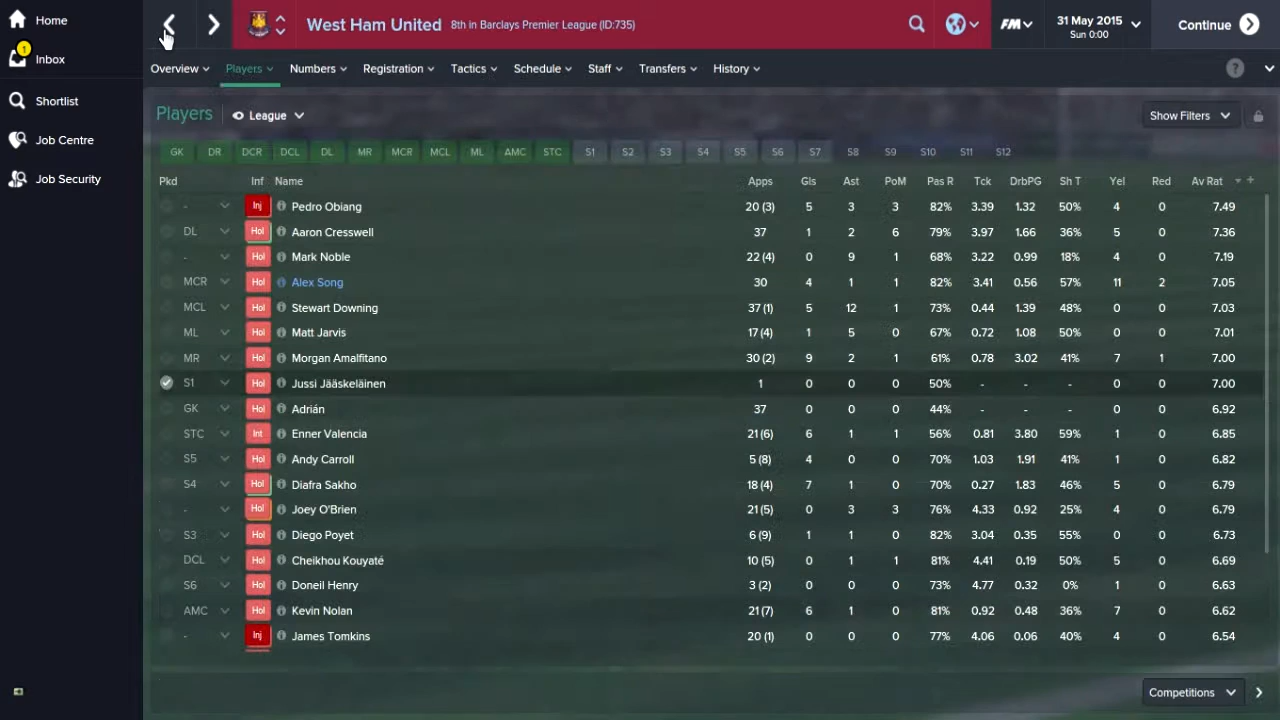 Home
1
Inbox
Shortlist
Job Centre
Job Security
West Ham United 8th in Barclays Premier League (ID:735)
FM
31 May 2015
Sun 0:00
Continue
Overview Players Numbers Registration Tactics Schedule Staff Transfers History ?
Players League Show Filters
GK DR DCR DCL DL MR MCR MCL ML AMC STC S1 S2 S3 S4 S5 S6 S7 S8 S9 S10 S11 S12
Pkd Inf Name Apps Gls Ast PoM Pas R Tck DrbPG Sh T Yel Red Av Rat +
- Inj Pedro Obiang 20 (3) 5 3 3 82% 3.39 1.32 50% 4 0 7.49
DL Hol Aaron Cresswell 37 1 2 6 79% 3.97 1.66 36% 5 0 7.36
- Hol Mark Noble 22 (4) 0 9 1 68% 3.22 0.99 18% 4 0 7.19
MCR Hol Alex Song 30 4 1 1 82% 3.41 0.56 57% 11 2 7.05
MCL Hol Stewart Downing 37 (1) 5 12 1 73% 0.44 1.39 48% 0 0 7.03
ML Hol Matt Jarvis 17 (4) 1 5 0 67% 0.72 1.08 50% 0 0 7.01
MR Hol Morgan Amalfitano 30 (2) 9 2 1 61% 0.78 3.02 41% 7 1 7.00
S1 Hol Jussi Jääskeläinen 1 0 0 0 50% - - - 0 0 7.00
GK Hol Adrián 37 0 0 0 44% - - - 0 0 6.92
STC Int Enner Valencia 21 (6) 6 1 1 56% 0.81 3.80 59% 1 0 6.85
S5 Hol Andy Carroll 5 (8) 4 0 0 70% 1.03 1.91 41% 1 0 6.82
S4 Hol Diafra Sakho 18 (4) 7 1 0 70% 0.27 1.83 46% 5 0 6.79
- Hol Joey O'Brien 21 (5) 0 3 3 76% 4.33 0.92 25% 4 0 6.79
S3 Hol Diego Poyet 6 (9) 1 1 0 82% 3.04 0.35 55% 0 0 6.73
DCL Hol Cheikhou Kouyaté 10 (5) 0 1 1 81% 4.41 0.19 50% 5 0 6.69
S6 Hol Doneil Henry 3 (2) 0 0 0 73% 4.77 0.32 0% 1 0 6.63
AMC Hol Kevin Nolan 21 (7) 6 1 0 81% 0.92 0.48 36% 7 0 6.62
- Inj James Tomkins 20 (1) 0 0 0 77% 4.06 0.06 40% 4 0 6.54
Competitions